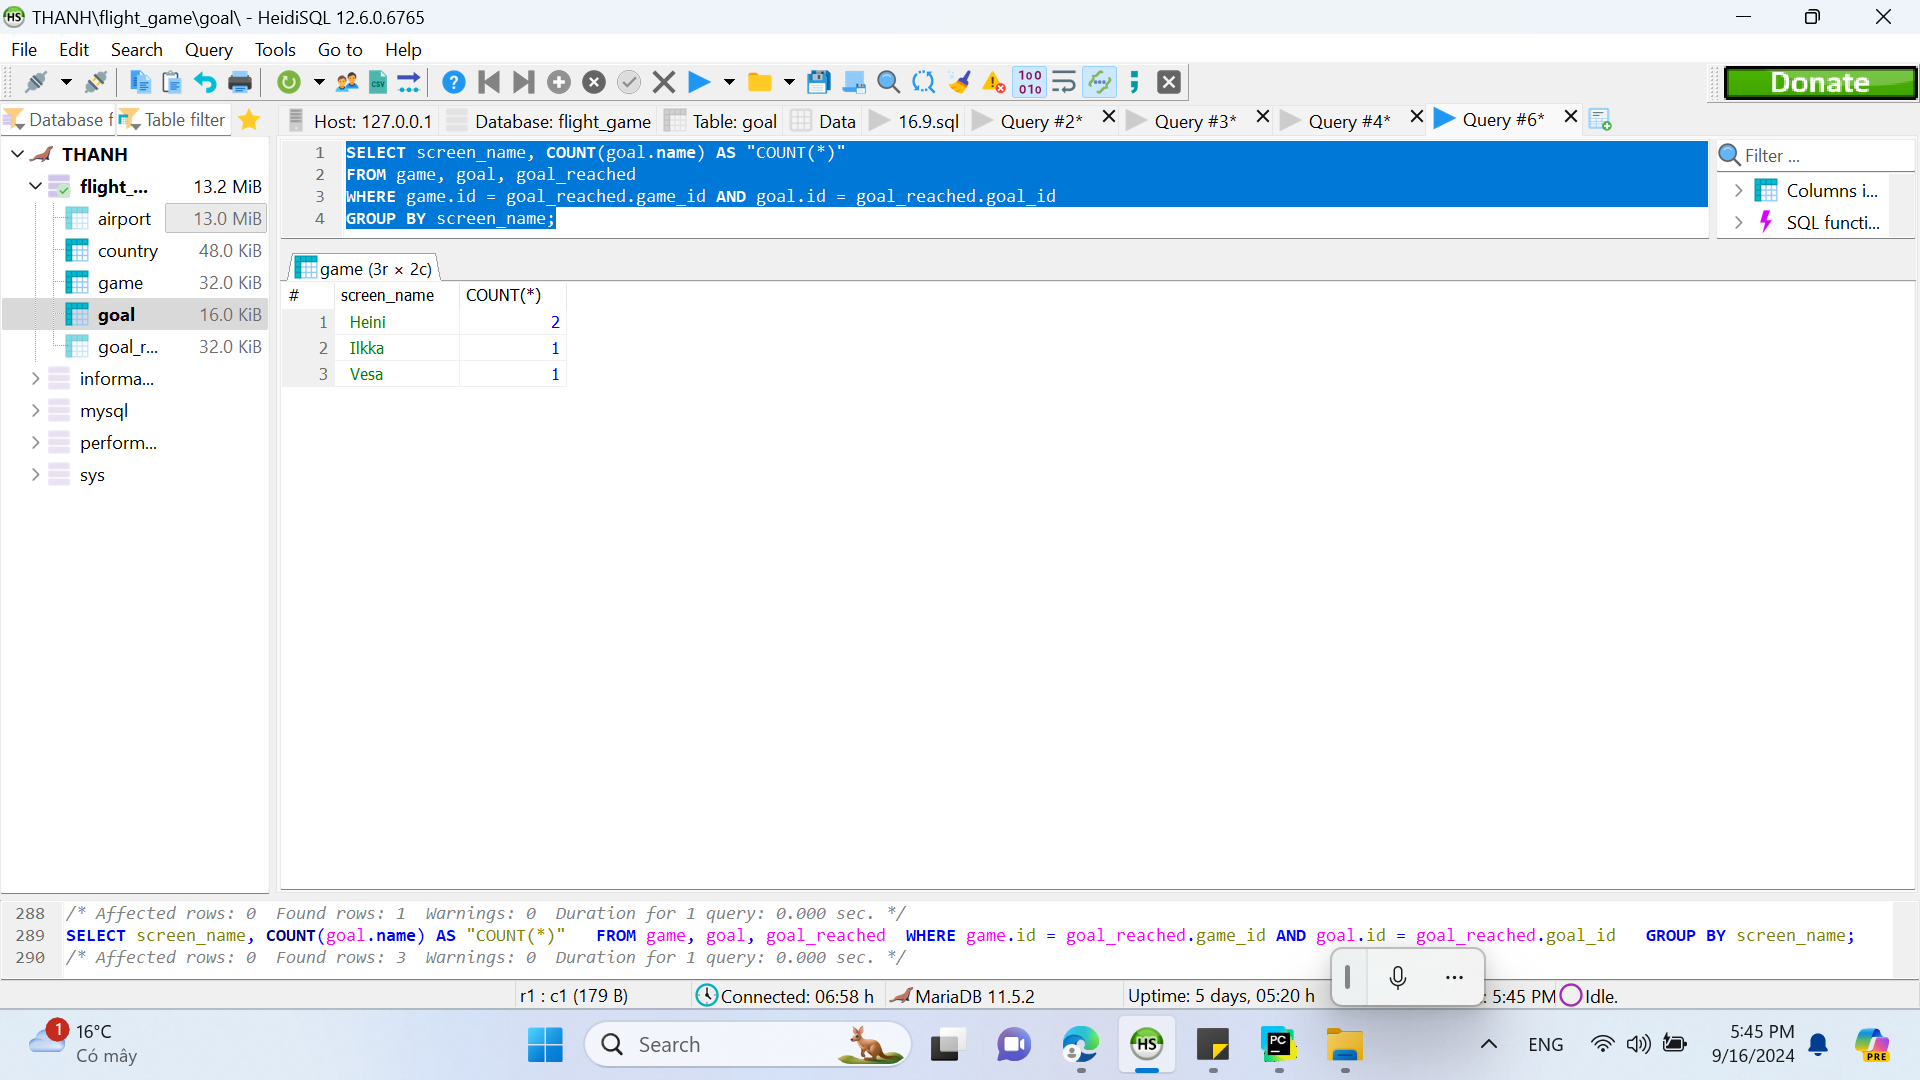 THANH\flight_game\goal\ - HeidiSQL 12.6.0.6765
File Edit Search Query Tools Go to Help
Donate
Database f Table filter
Host: 127.0.0.1 Database: flight_game Table: goal Data 16.9.sql Query #2* Query #3* Query #4* Query #6*
THANH
flight_... 13.2 MiB
airport 13.0 MiB
country 48.0 KiB
game 32.0 KiB
goal 16.0 KiB
goal_r... 32.0 KiB
informa...
mysql
perform...
sys
1 SELECT screen_name, COUNT(goal.name) AS "COUNT(*)"
2 FROM game, goal, goal_reached
3 WHERE game.id = goal_reached.game_id AND goal.id = goal_reached.goal_id
4 GROUP BY screen_name;
Filter ...
Columns i...
SQL functi...
game (3r × 2c)
# screen_name COUNT(*)
1 Heini 2
2 Ilkka 1
3 Vesa 1
288 /* Affected rows: 0 Found rows: 1 Warnings: 0 Duration for 1 query: 0.000 sec. */
289 SELECT screen_name, COUNT(goal.name) AS "COUNT(*)" FROM game, goal, goal_reached WHERE game.id = goal_reached.game_id AND goal.id = goal_reached.goal_id GROUP BY screen_name;
290 /* Affected rows: 0 Found rows: 3 Warnings: 0 Duration for 1 query: 0.000 sec. */
r1 : c1 (179 B) Connected: 06:58 h MariaDB 11.5.2 Uptime: 5 days, 05:20 h : 5:45 PM Idle.
1
16°C
Có mây
Search
HS
PC
ENG
5:45 PM
9/16/2024
PRE